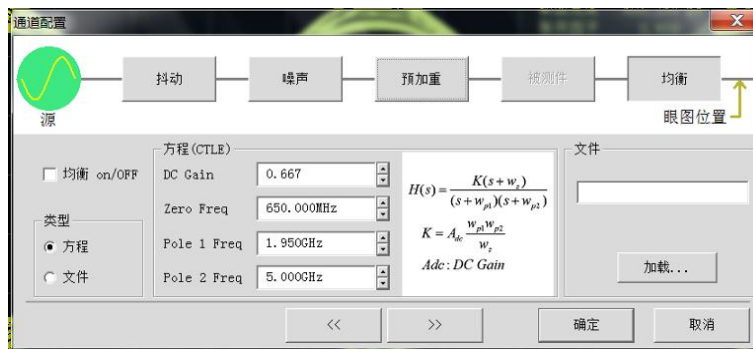 通道配置
X
抖动
噪声
预加重
被测件
均衡
源
眼图位置
均衡 on/OFF
类型
方程
文件
方程(CTLE)
DC Gain 0.667
Zero Freq 650.000MHz
Pole 1 Freq 1.950GHz
Pole 2 Freq 5.000GHz
H(s) = K(s + w_z) / (s + w_p1)(s + w_p2)
K = A_dc w_p1 w_p2 / w_z
Adc : DC Gain
文件
加载...
<<
>>
确定
取消